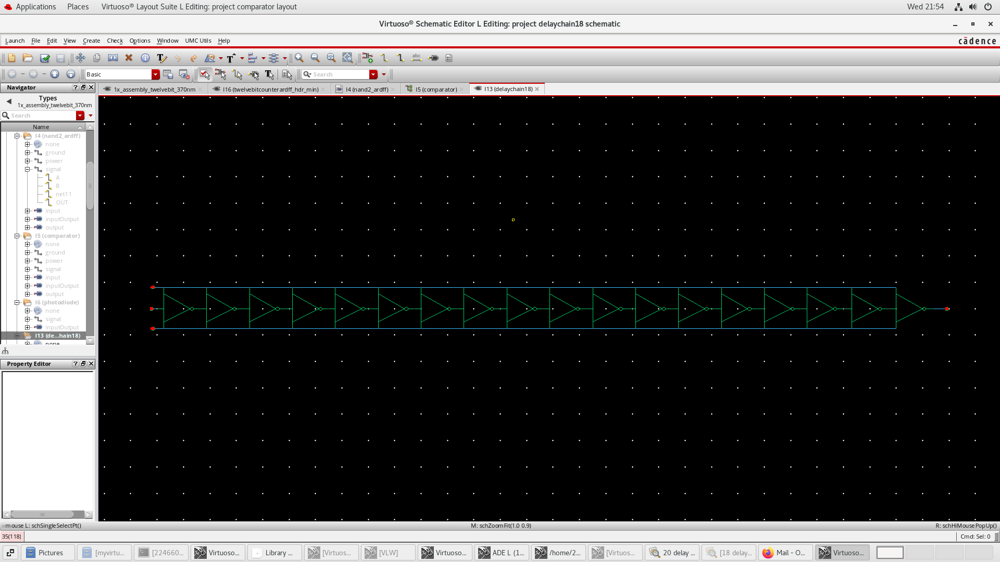 Applications Places Virtuoso® Layout Suite L Editing: project comparator layout Wed 21:54
Virtuoso® Schematic Editor L Editing: project delaychain18 schematic
Launch File Edit View Create Check Options Window UMC Utils Help cādence
abc
Basic Search
Navigator
1x_assembly_twelvebit_370nm I16 (twelvebitcounterardff_hdr_min) I4 (nand2_ardff) I5 (comparator) I13 (delaychain18)
Types
1x_assembly_twelvebit_370nm
Search
Name
I4 (nand2_ardff)
none
ground
power
signal
A
B
net11
OUT
input
inputOutput
output
I5 (comparator)
none
ground
power
signal
input
inputOutput
output
I6 (photodiode)
none
signal
inputOutput
I13 (de...hain18)
none
Property Editor
mouse L: schSingleSelectPt() M: schZoomFit(1.0 0.9) R: schHiMousePopUp()
35(118) Cmd: Sel: 0
Pictures [myvirtu... [224660... Virtuoso... Library ... [Virtuos... [VLW] Virtuoso... ADE L (1... /home/2... [Virtuos... 20 delay ... [18 delay... Mail - O... Virtuoso...